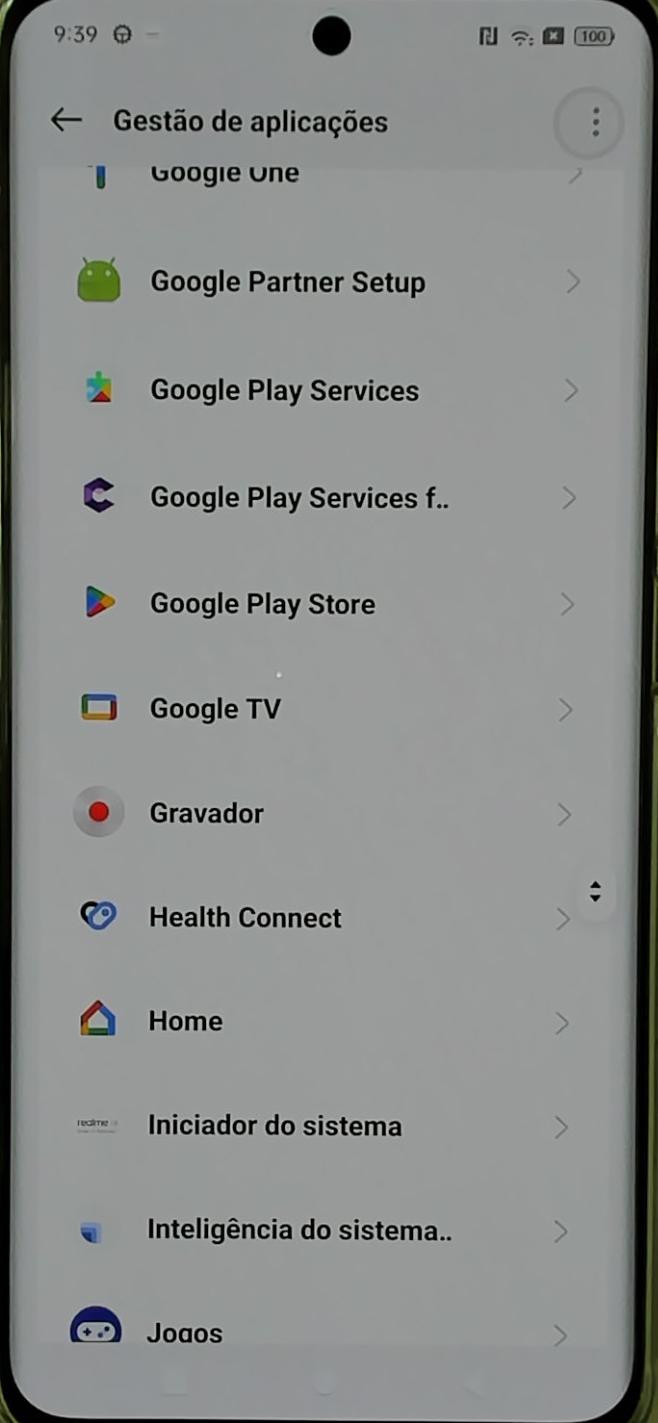 9:39
100
Gestão de aplicações
Google One
Google Partner Setup
Google Play Services
Google Play Services f..
Google Play Store
Google TV
Gravador
Health Connect
Home
realme
Iniciador do sistema
Inteligência do sistema..
Jogos